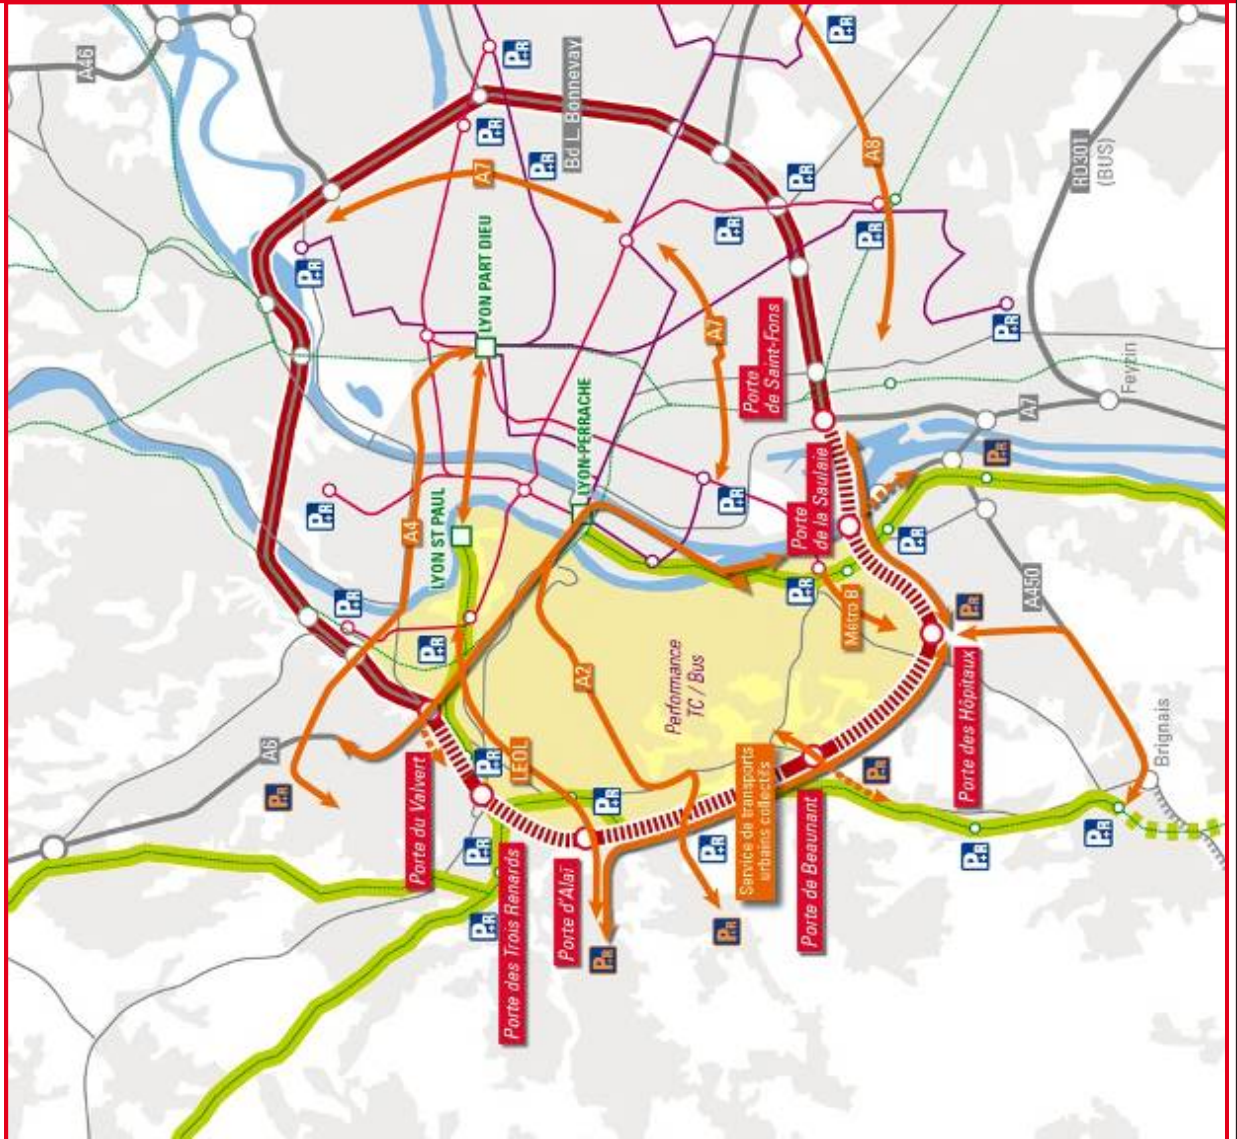 A46
P+R
Bd L. Bonnevay
P+R
P+R
A7
P+R
A8
P+R
P+R
P+R
RD301
(BUS)
P+R
LYON PART DIEU
A7
Porte
de Saint-Fons
P+R
Feyzin
A7
LYON-PERRACHE
P+R
A4
LYON ST PAUL
P+R
Porte
de la Saulaie
P+R
P+R
P+R
P+R
P+R
Métro B
P+R
A450
A2
Performance
TC / Bus
A6
P+R
Porte du Valvert
P+R
LEOL
P+R
Service de transports
urbains collectés
P+R
Porte des Hôpitaux
Brignais
P+R
P+R
P+R
P+R
Porte de Beaunant
P+R
P+R
Porte des Trois Renards
Porte d'Alaï
P+R
P+R